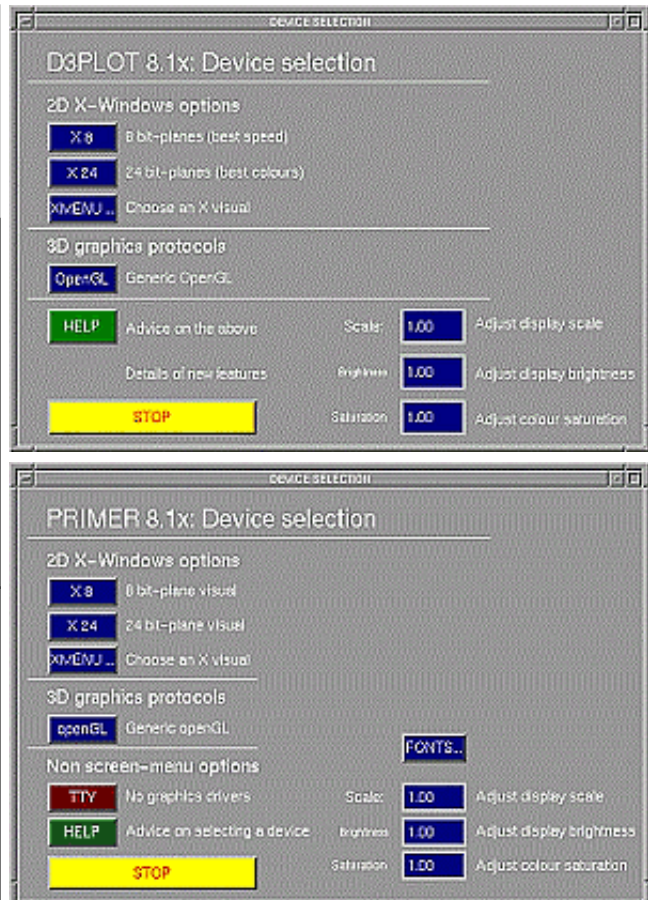 DEVICE SELECTION
D3PLOT 8.1x: Device selection
2D X-Windows options
X 8 8 bit-planes (best speed)
X 24 24 bit-planes (best colours)
XMENU... Choose an X visual
3D graphics protocols
OpenGL Generic OpenGL
HELP Advice on the above Scale: 1.00 Adjust display scale
Details of new features Brightness 1.00 Adjust display brightness
STOP Saturation 1.00 Adjust colour saturation
DEVICE SELECTION
PRIMER 8.1x: Device selection
2D X-Windows options
X 8 8 bit-plane visual
X 24 24 bit-plane visual
XMENU... Choose an X visual
3D graphics protocols
openGL Generic openGL
FONTS...
Non screen-menu options
TTY No graphics drivers Scale: 1.00 Adjust display scale
HELP Advice on selecting a device Brightness 1.00 Adjust display brightness
STOP Saturation 1.00 Adjust colour saturation